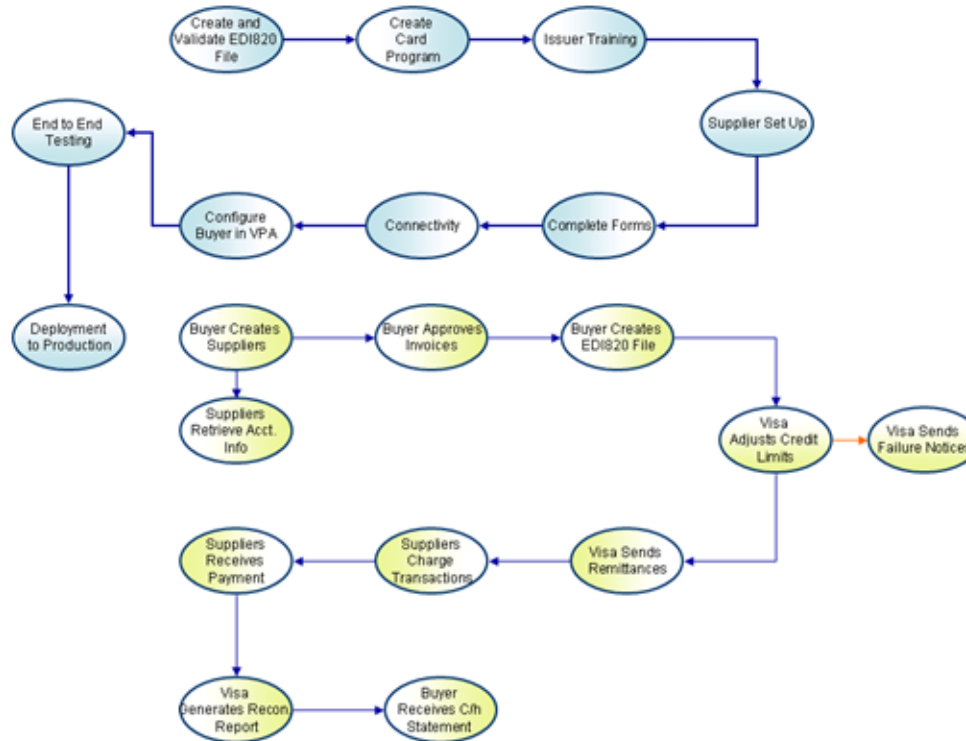 Create and
Validate EDI820
File
Create
Card
Program
Issuer Training
Supplier Set Up
End to End
Testing
Configure
Buyer in VPA
Connectivity
Complete Forms
Deployment
to Production
Buyer Creates
Suppliers
Buyer Approves
Invoices
Buyer Creates
EDI820 File
Suppliers
Retrieve Acct.
Info
Visa
Adjusts Credit
Limits
Visa Sends
Failure Notices
Suppliers
Receives
Payment
Suppliers
Charge
Transactions
Visa Sends
Remittances
Visa
Generates Recon.
Report
Buyer
Receives C/h
Statement